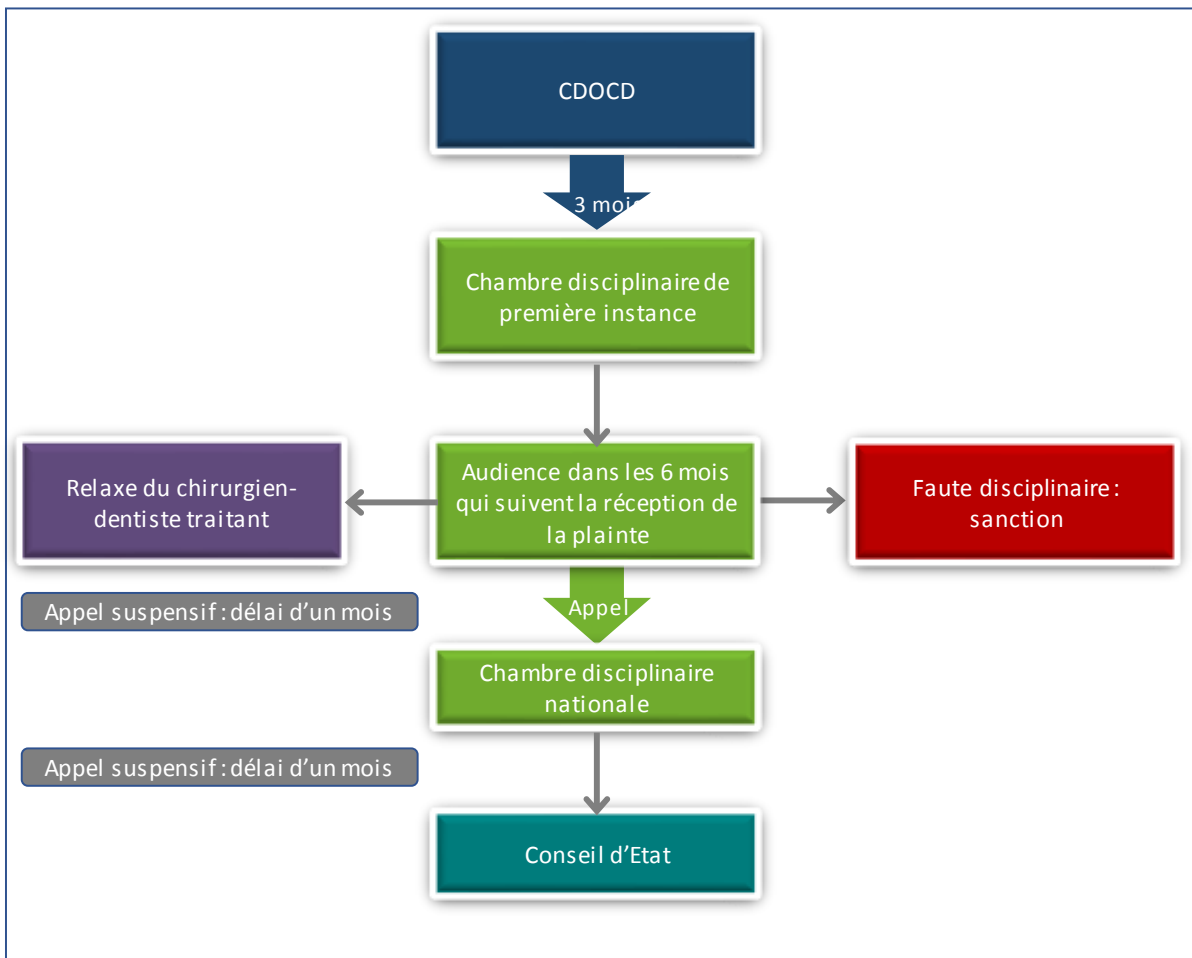 CDOCD
3 mois
Chambre disciplinaire de
première instance
Relaxe du chirurgien-
dentiste traitant
Audience dans les 6 mois
qui suivent la réception de
la plainte
Faute disciplinaire :
sanction
Appel suspensif : délai d’un mois
Appel
Chambre disciplinaire
nationale
Appel suspensif : délai d’un mois
Conseil d’Etat